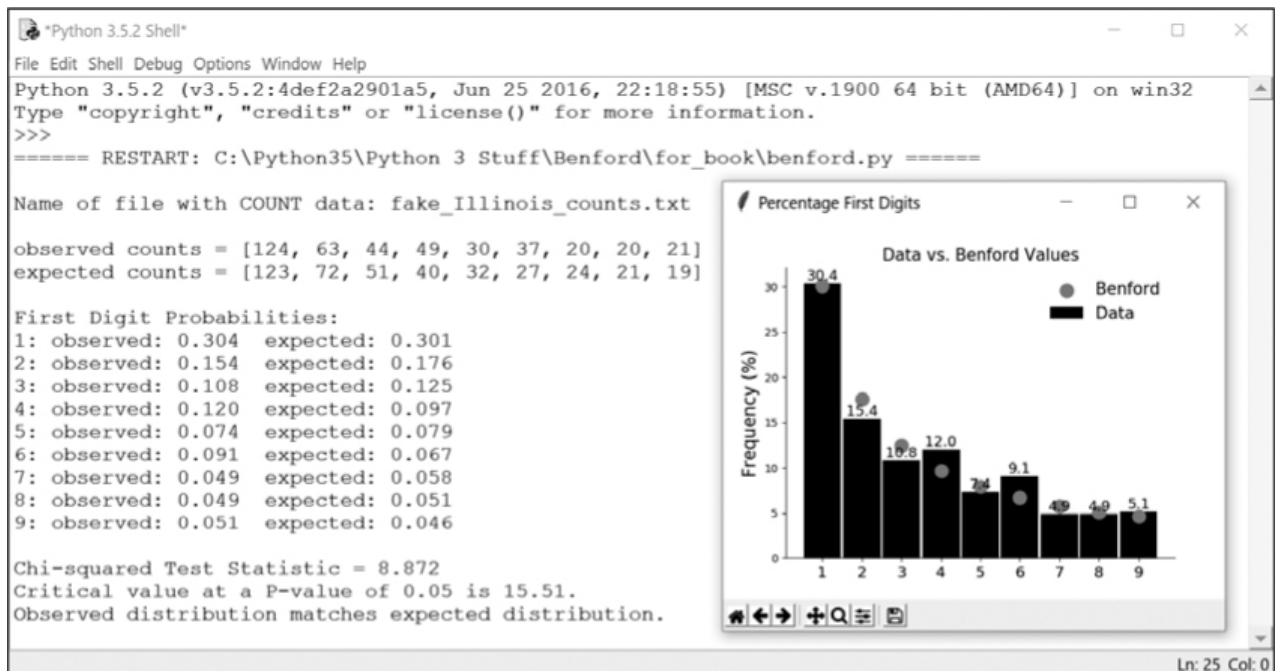 *Python 3.5.2 Shell*
File Edit Shell Debug Options Window Help
Python 3.5.2 (v3.5.2:4def2a2901a5, Jun 25 2016, 22:18:55) [MSC v.1900 64 bit (AMD64)] on win32
Type "copyright", "credits" or "license()" for more information.
>>>
====== RESTART: C:\Python35\Python 3 Stuff\Benford\for_book\benford.py ======
Name of file with COUNT data: fake_Illinois_counts.txt
observed counts = [124, 63, 44, 49, 30, 37, 20, 20, 21]
expected counts = [123, 72, 51, 40, 32, 27, 24, 21, 19]
First Digit Probabilities:
1: observed: 0.304 expected: 0.301
2: observed: 0.154 expected: 0.176
3: observed: 0.108 expected: 0.125
4: observed: 0.120 expected: 0.097
5: observed: 0.074 expected: 0.079
6: observed: 0.091 expected: 0.067
7: observed: 0.049 expected: 0.058
8: observed: 0.049 expected: 0.051
9: observed: 0.051 expected: 0.046
Chi-squared Test Statistic = 8.872
Critical value at a P-value of 0.05 is 15.51.
Observed distribution matches expected distribution.
Percentage First Digits
Data vs. Benford Values
Benford
Data
Frequency (%)
30
25
20
15
10
5
0
30.4
15.4
10.8
12.0
7.4
9.1
4.9
4.9
5.1
1 2 3 4 5 6 7 8 9
Ln: 25 Col: 0